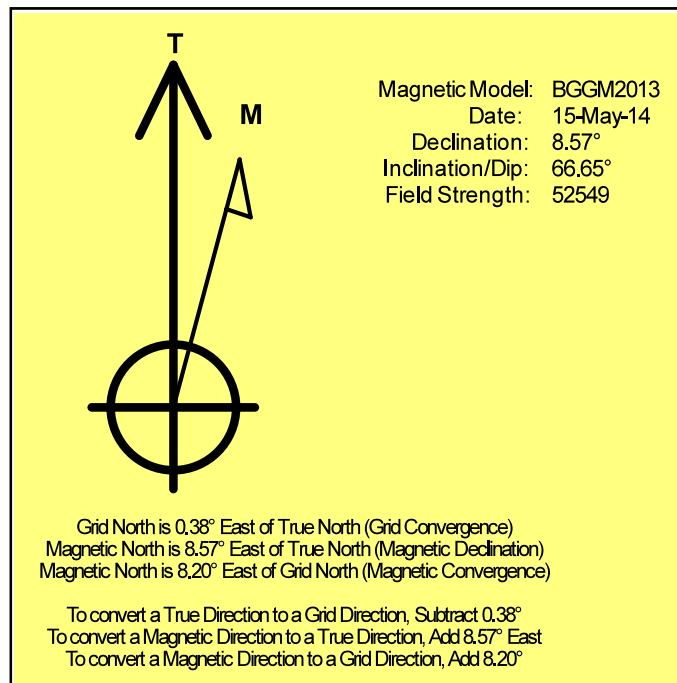 T
M
Magnetic Model: BGGM2013
Date: 15-May-14
Declination: 8.57°
Inclination/Dip: 66.65°
Field Strength: 52549
Grid North is 0.38° East of True North (Grid Convergence)
Magnetic North is 8.57° East of True North (Magnetic Declination)
Magnetic North is 8.20° East of Grid North (Magnetic Convergence)
To convert a True Direction to a Grid Direction, Subtract 0.38°
To convert a Magnetic Direction to a True Direction, Add 8.57° East
To convert a Magnetic Direction to a Grid Direction, Add 8.20°